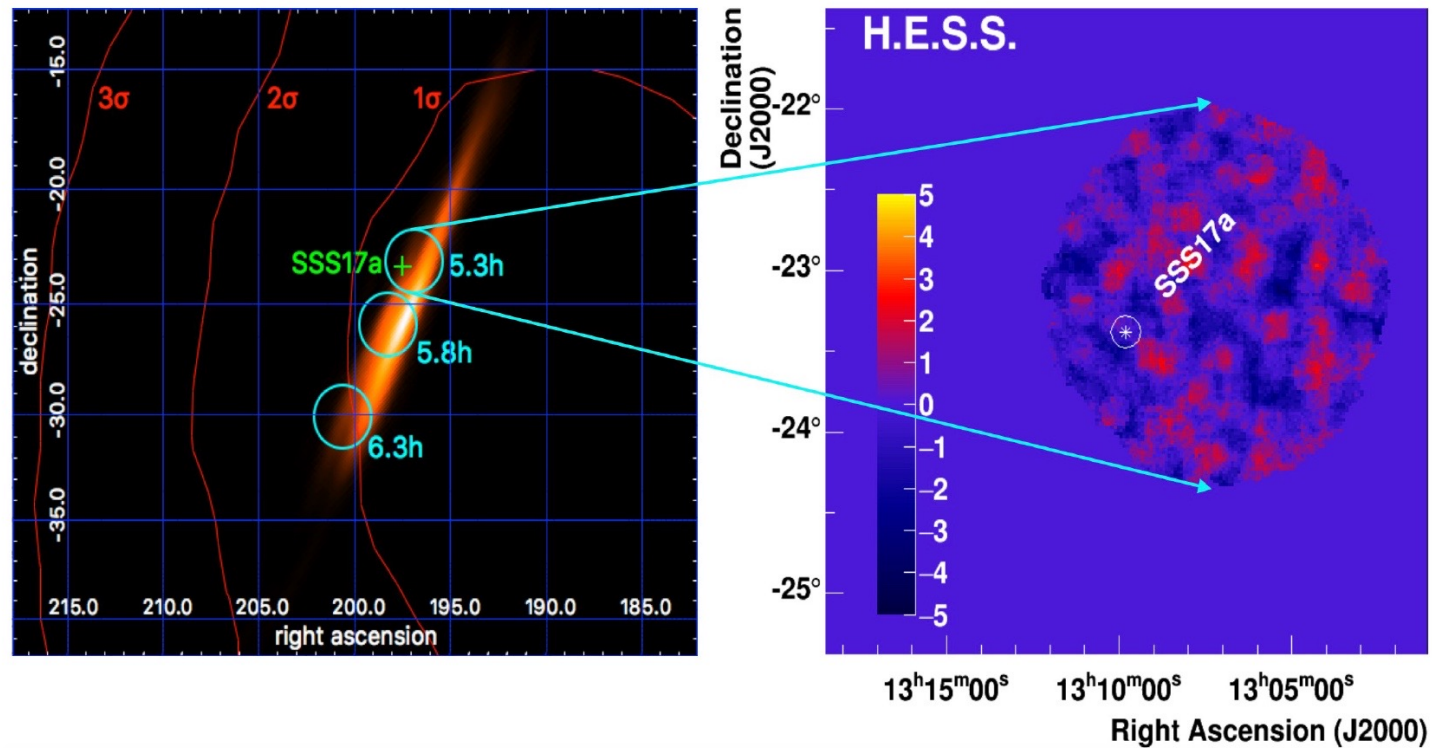 3σ
2σ
1σ
SSS17a
5.3h
5.8h
6.3h
-15.0
-20.0
-25.0
-30.0
-35.0
declination
215.0 210.0 205.0 200.0 195.0 190.0 185.0
right ascension
H.E.S.S.
Declination
(J2000)
-22°
-23°
-24°
-25°
5
4
3
2
1
0
−1
−2
−3
−4
−5
SSS17a
13ʰ15ᵐ00ˢ 13ʰ10ᵐ00ˢ 13ʰ05ᵐ00ˢ
Right Ascension (J2000)